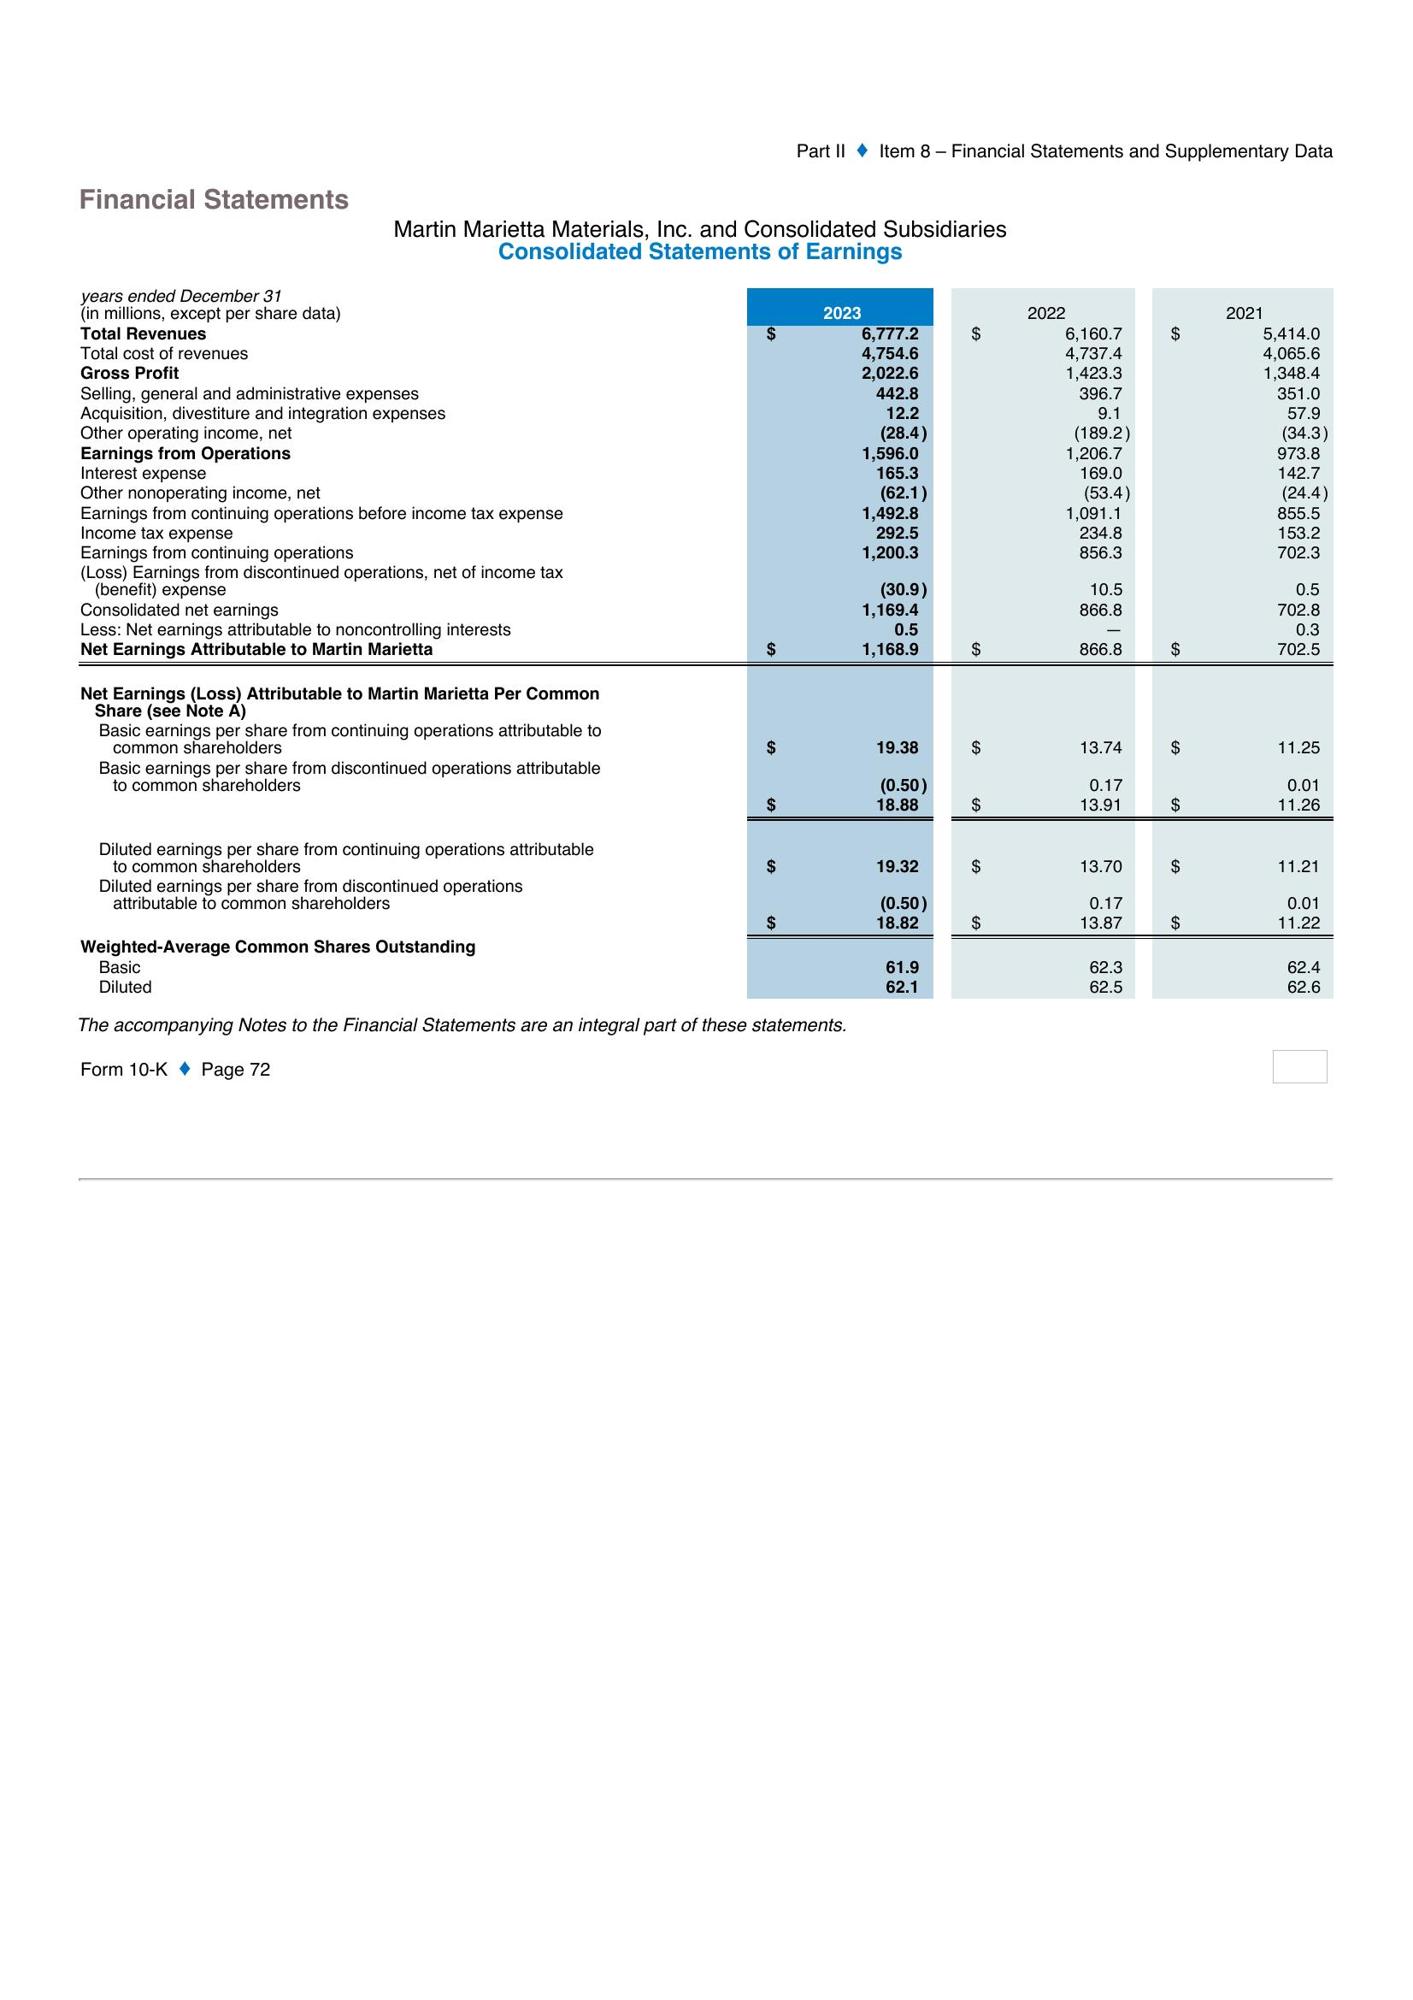 Part II ♦ Item 8 – Financial Statements and Supplementary Data
Financial Statements
Martin Marietta Materials, Inc. and Consolidated Subsidiaries
Consolidated Statements of Earnings
years ended December 31
(in millions, except per share data) 2023 2022 2021
Total Revenues $ 6,777.2 $ 6,160.7 $ 5,414.0
Total cost of revenues 4,754.6 4,737.4 4,065.6
Gross Profit 2,022.6 1,423.3 1,348.4
Selling, general and administrative expenses 442.8 396.7 351.0
Acquisition, divestiture and integration expenses 12.2 9.1 57.9
Other operating income, net (28.4) (189.2) (34.3)
Earnings from Operations 1,596.0 1,206.7 973.8
Interest expense 165.3 169.0 142.7
Other nonoperating income, net (62.1) (53.4) (24.4)
Earnings from continuing operations before income tax expense 1,492.8 1,091.1 855.5
Income tax expense 292.5 234.8 153.2
Earnings from continuing operations 1,200.3 856.3 702.3
(Loss) Earnings from discontinued operations, net of income tax
(benefit) expense (30.9) 10.5 0.5
Consolidated net earnings 1,169.4 866.8 702.8
Less: Net earnings attributable to noncontrolling interests 0.5 — 0.3
Net Earnings Attributable to Martin Marietta $ 1,168.9 $ 866.8 $ 702.5
Net Earnings (Loss) Attributable to Martin Marietta Per Common
Share (see Note A)
Basic earnings per share from continuing operations attributable to
common shareholders $ 19.38 $ 13.74 $ 11.25
Basic earnings per share from discontinued operations attributable
to common shareholders (0.50) 0.17 0.01
$ 18.88 $ 13.91 $ 11.26
Diluted earnings per share from continuing operations attributable
to common shareholders $ 19.32 $ 13.70 $ 11.21
Diluted earnings per share from discontinued operations
attributable to common shareholders (0.50) 0.17 0.01
$ 18.82 $ 13.87 $ 11.22
Weighted-Average Common Shares Outstanding
Basic 61.9 62.3 62.4
Diluted 62.1 62.5 62.6
The accompanying Notes to the Financial Statements are an integral part of these statements.
Form 10-K ♦ Page 72